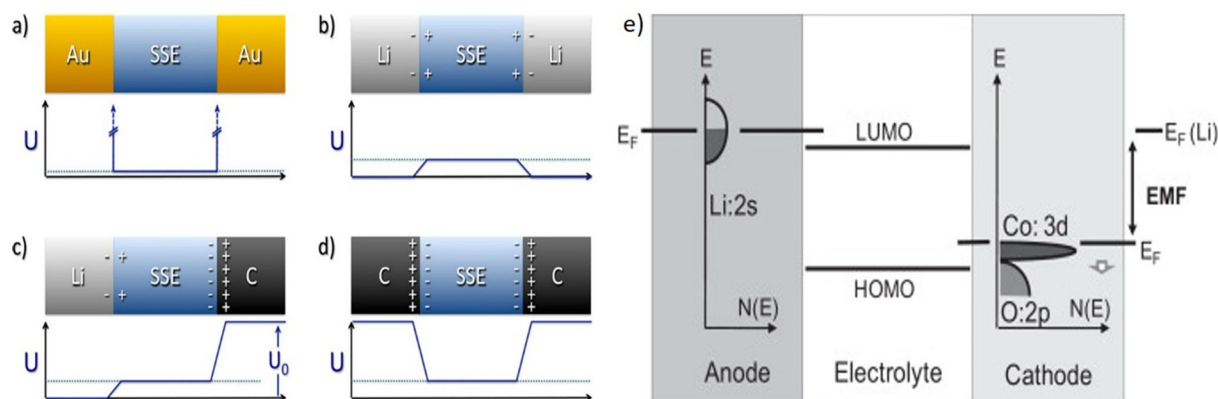 a)
Au SSE Au
U
b)
- + + -
Li SSE Li
- + + -
U
c)
Li SSE C
- +
- +
- - - - - -
+ + + + + +
U
U0
d)
C SSE C
+ + + + + +
- - - - - -
- - - - - -
+ + + + + +
U
e)
E E
EF LUMO EF (Li)
Li:2s EMF
Co: 3d
EF
HOMO
O:2p
N(E) N(E)
Anode Electrolyte Cathode